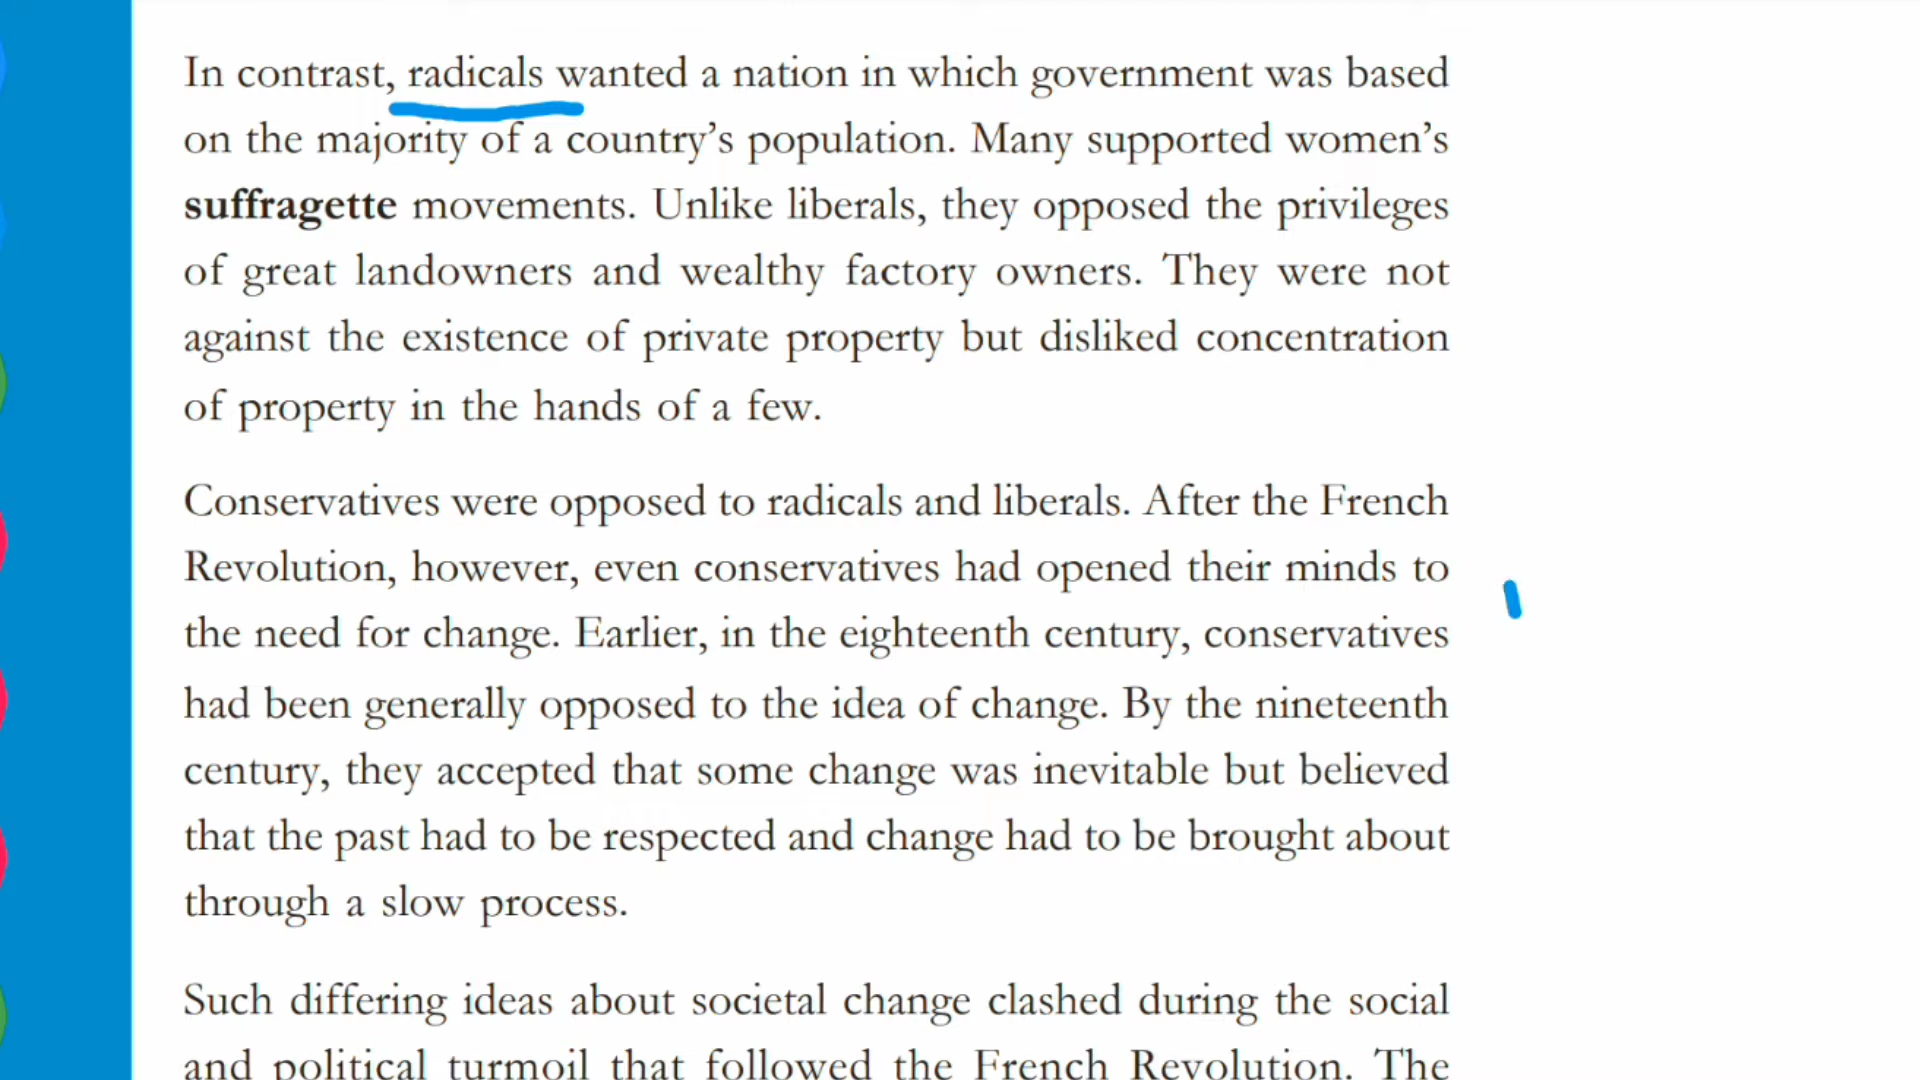 In contrast, radicals wanted a nation in which government was based
on the majority of a country’s population. Many supported women’s
suffragette movements. Unlike liberals, they opposed the privileges
of great landowners and wealthy factory owners. They were not
against the existence of private property but disliked concentration
of property in the hands of a few.
Conservatives were opposed to radicals and liberals. After the French
Revolution, however, even conservatives had opened their minds to
the need for change. Earlier, in the eighteenth century, conservatives
had been generally opposed to the idea of change. By the nineteenth
century, they accepted that some change was inevitable but believed
that the past had to be respected and change had to be brought about
through a slow process.
Such differing ideas about societal change clashed during the social
and political turmoil that followed the French Revolution. The